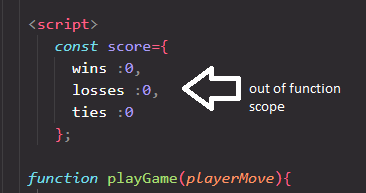 <script>
const score={
wins :0,
losses :0,
ties :0
};
out of function
scope
function playGame(playerMove){